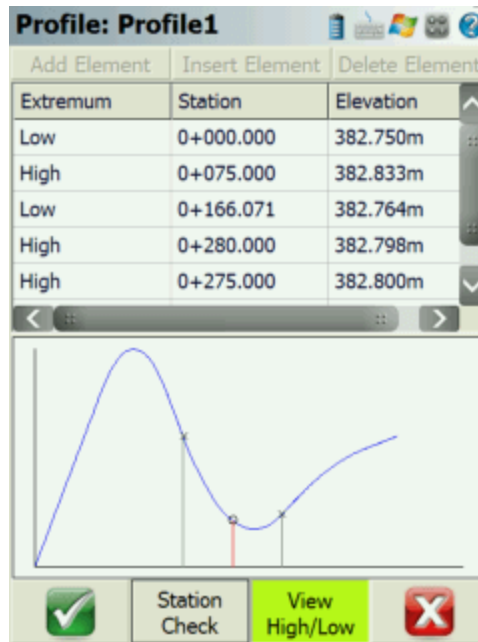 Profile: Profile1
Add Element Insert Element Delete Element
Extremum Station Elevation
Low 0+000.000 382.750m
High 0+075.000 382.833m
Low 0+166.071 382.764m
High 0+280.000 382.798m
High 0+275.000 382.800m
Station Check
View High/Low